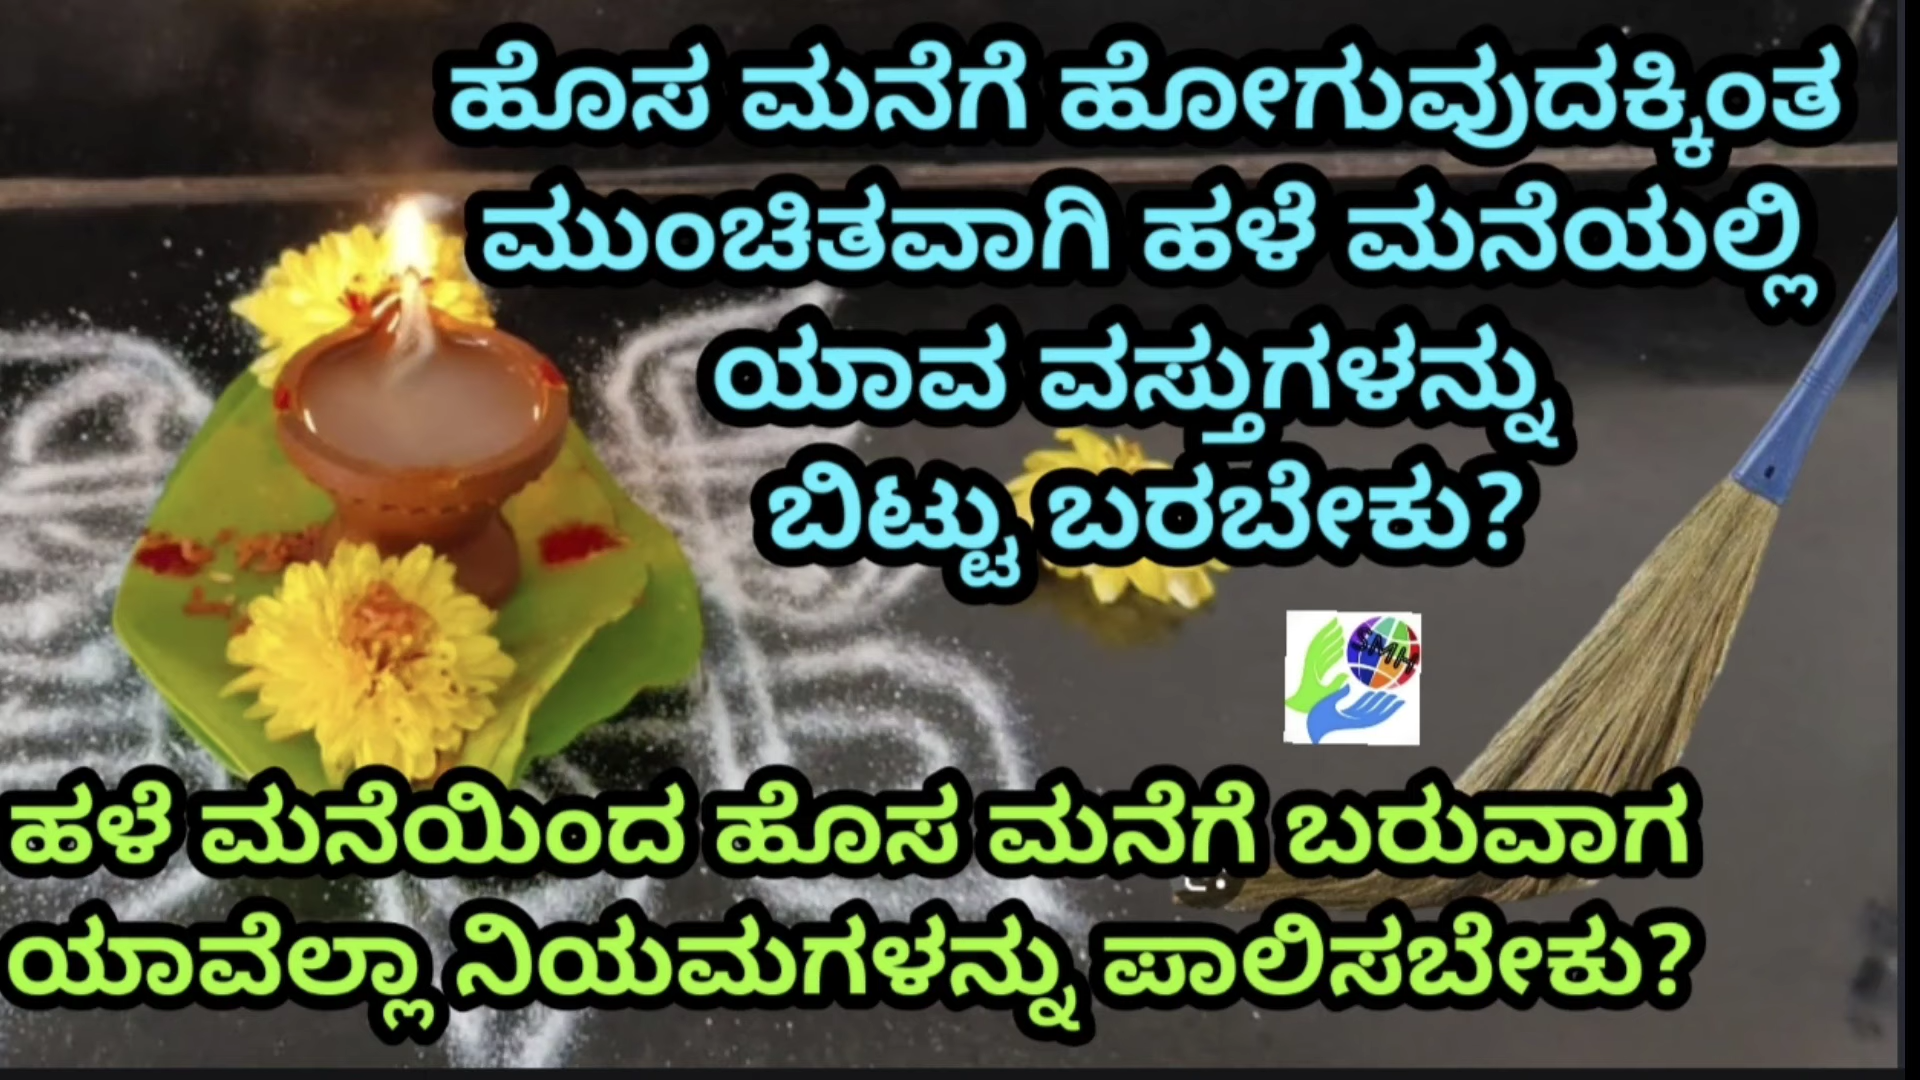 ಹೊಸ ಮನೆಗೆ ಹೋಗುವುದಕ್ಕಿಂತ
ಮುಂಚಿತವಾಗಿ ಹಳೆ ಮನೆಯಲ್ಲಿ
ಯಾವ ವಸ್ತುಗಳನ್ನು
ಬಿಟ್ಟು ಬರಬೇಕು?
SMH
ಹಳೆ ಮನೆಯಿಂದ ಹೊಸ ಮನೆಗೆ ಬರುವಾಗ
ಯಾವೆಲ್ಲಾ ನಿಯಮಗಳನ್ನು ಪಾಲಿಸಬೇಕು?